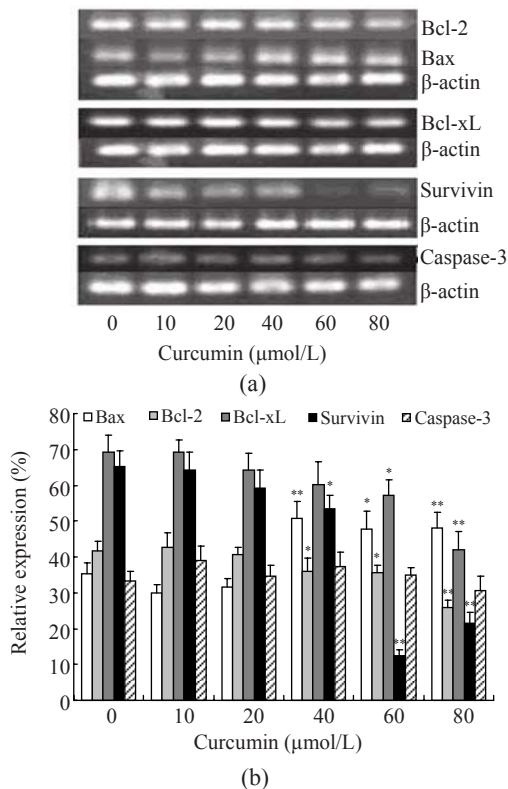 Bcl-2
Bax
β-actin
Bcl-xL
β-actin
Survivin
β-actin
Caspase-3
β-actin
0 10 20 40 60 80
Curcumin (μmol/L)
(a)
80
Bax Bcl-2 Bcl-xL Survivin Caspase-3
70
60
50
40
30
20
10
0
Relative expression (%)
** * * * * * ** ** ** ** **
0 10 20 40 60 80
Curcumin (μmol/L)
(b)